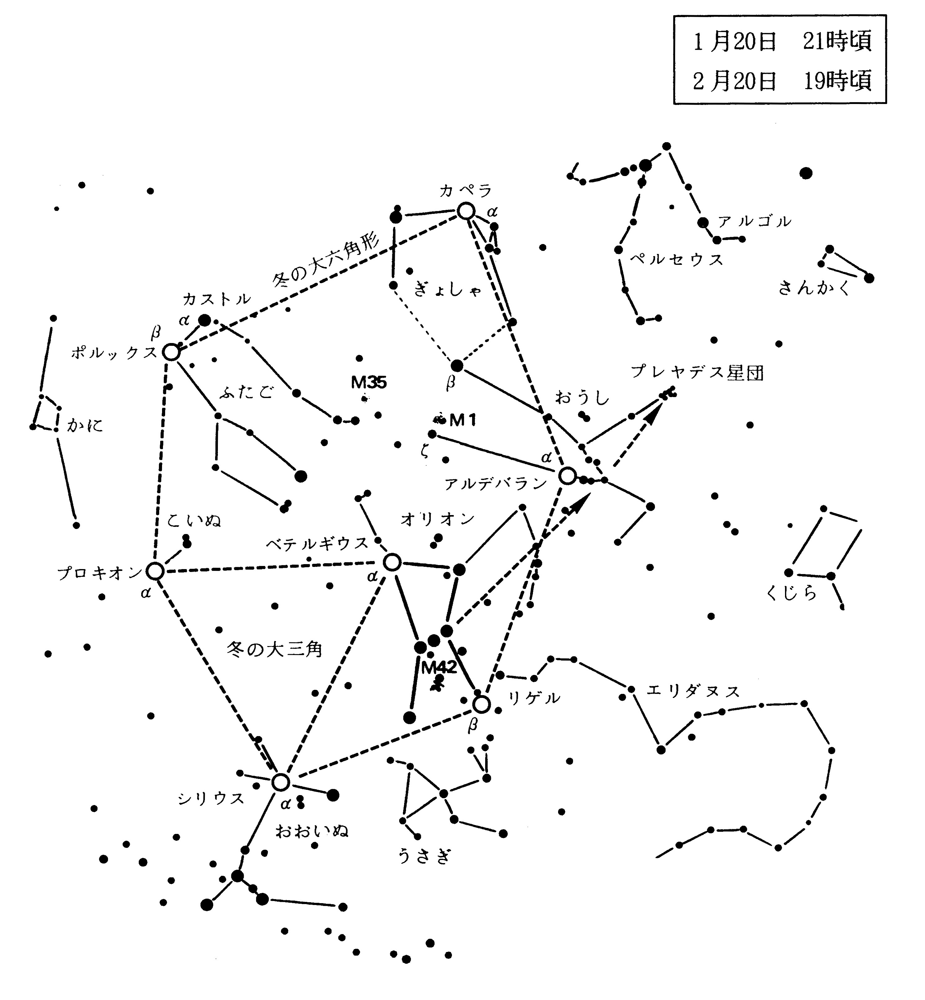 1月20日　21時頃
2月20日　19時頃
カペラ
α
アルゴル
冬の大六角形
ペルセウス
ぎょしゃ
さんかく
カストル
α
β
ポルックス
プレヤデス星団
β
M35
ふたご
おうし
かに
M1
ζ
α
アルデバラン
こいぬ
オリオン
ベテルギウス
プロキオン
α
α
くじら
冬の大三角
M42
エリダヌス
リゲル
β
シリウス
α
おおいぬ
うさぎ